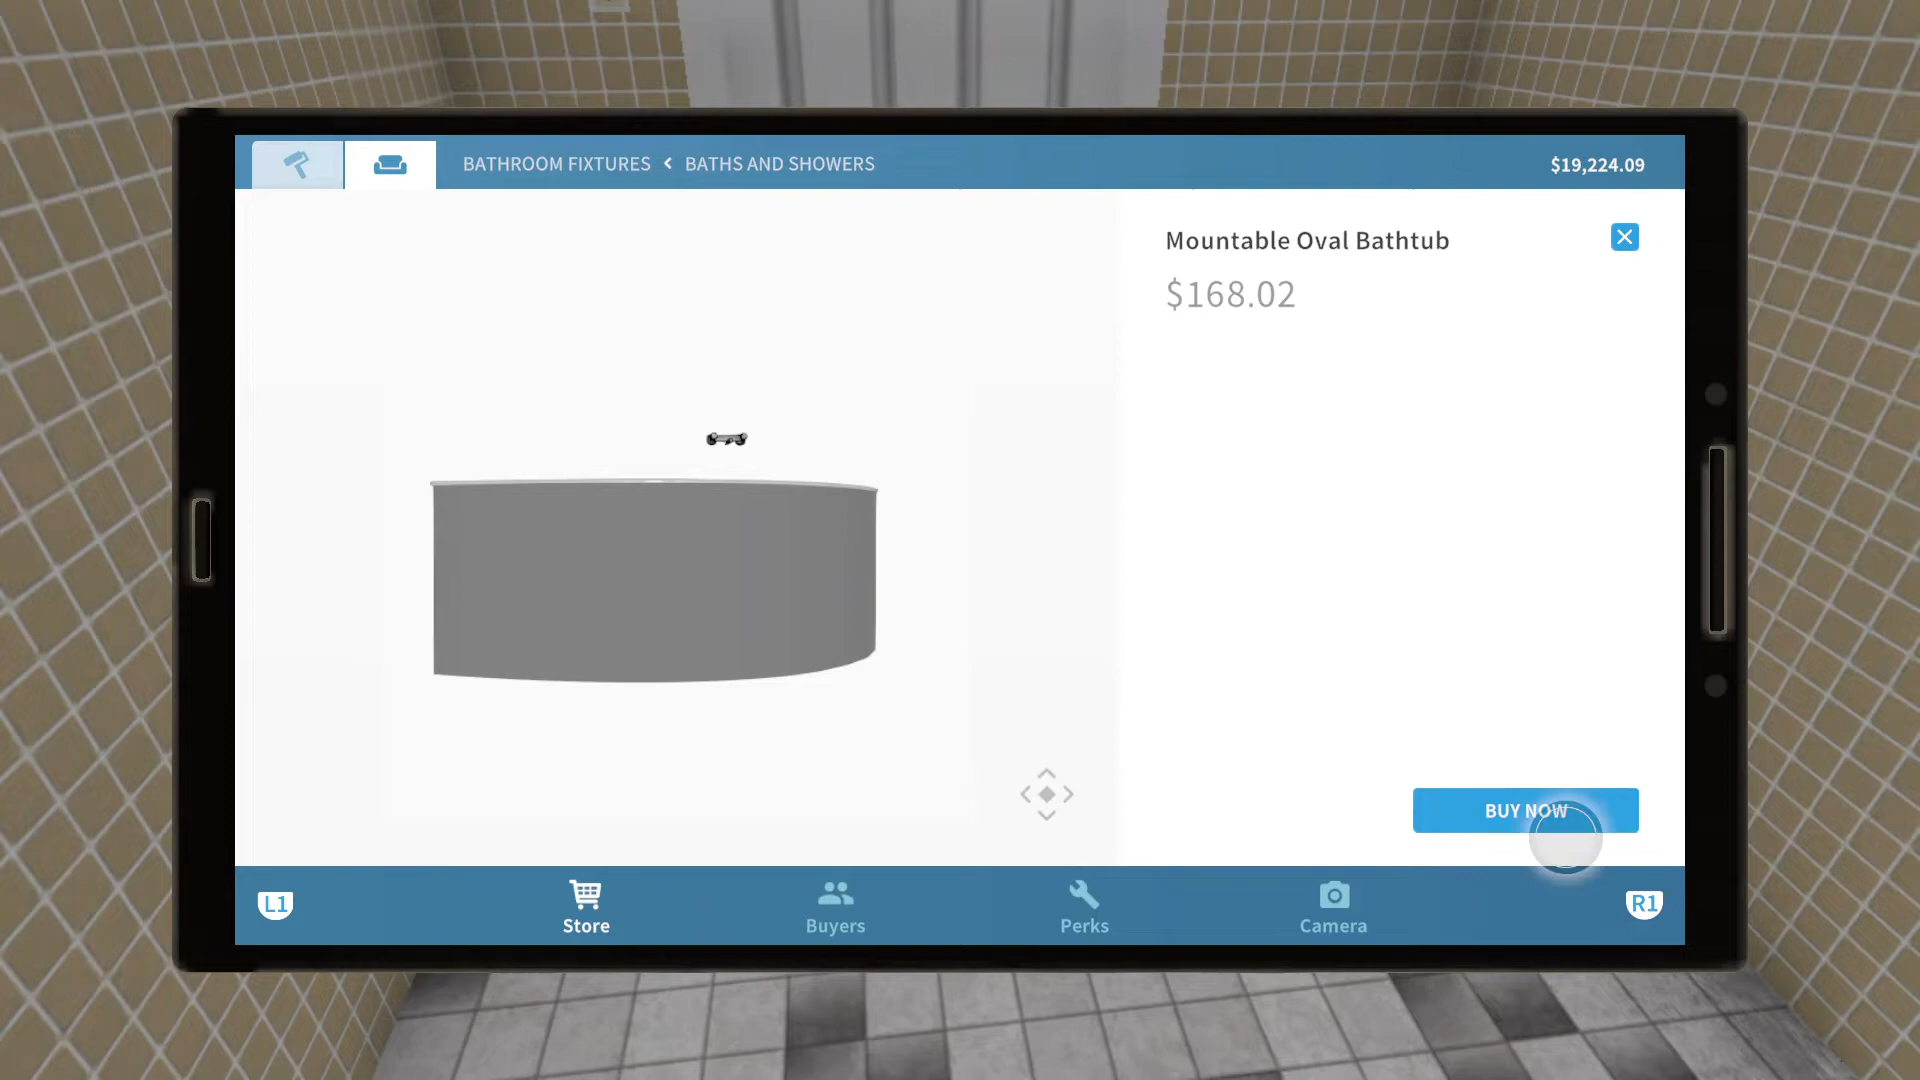 BATHROOM FIXTURES < BATHS AND SHOWERS
$19,224.09
Mountable Oval Bathtub
$168.02
BUY NOW
L1
Store
Buyers
Perks
Camera
R1